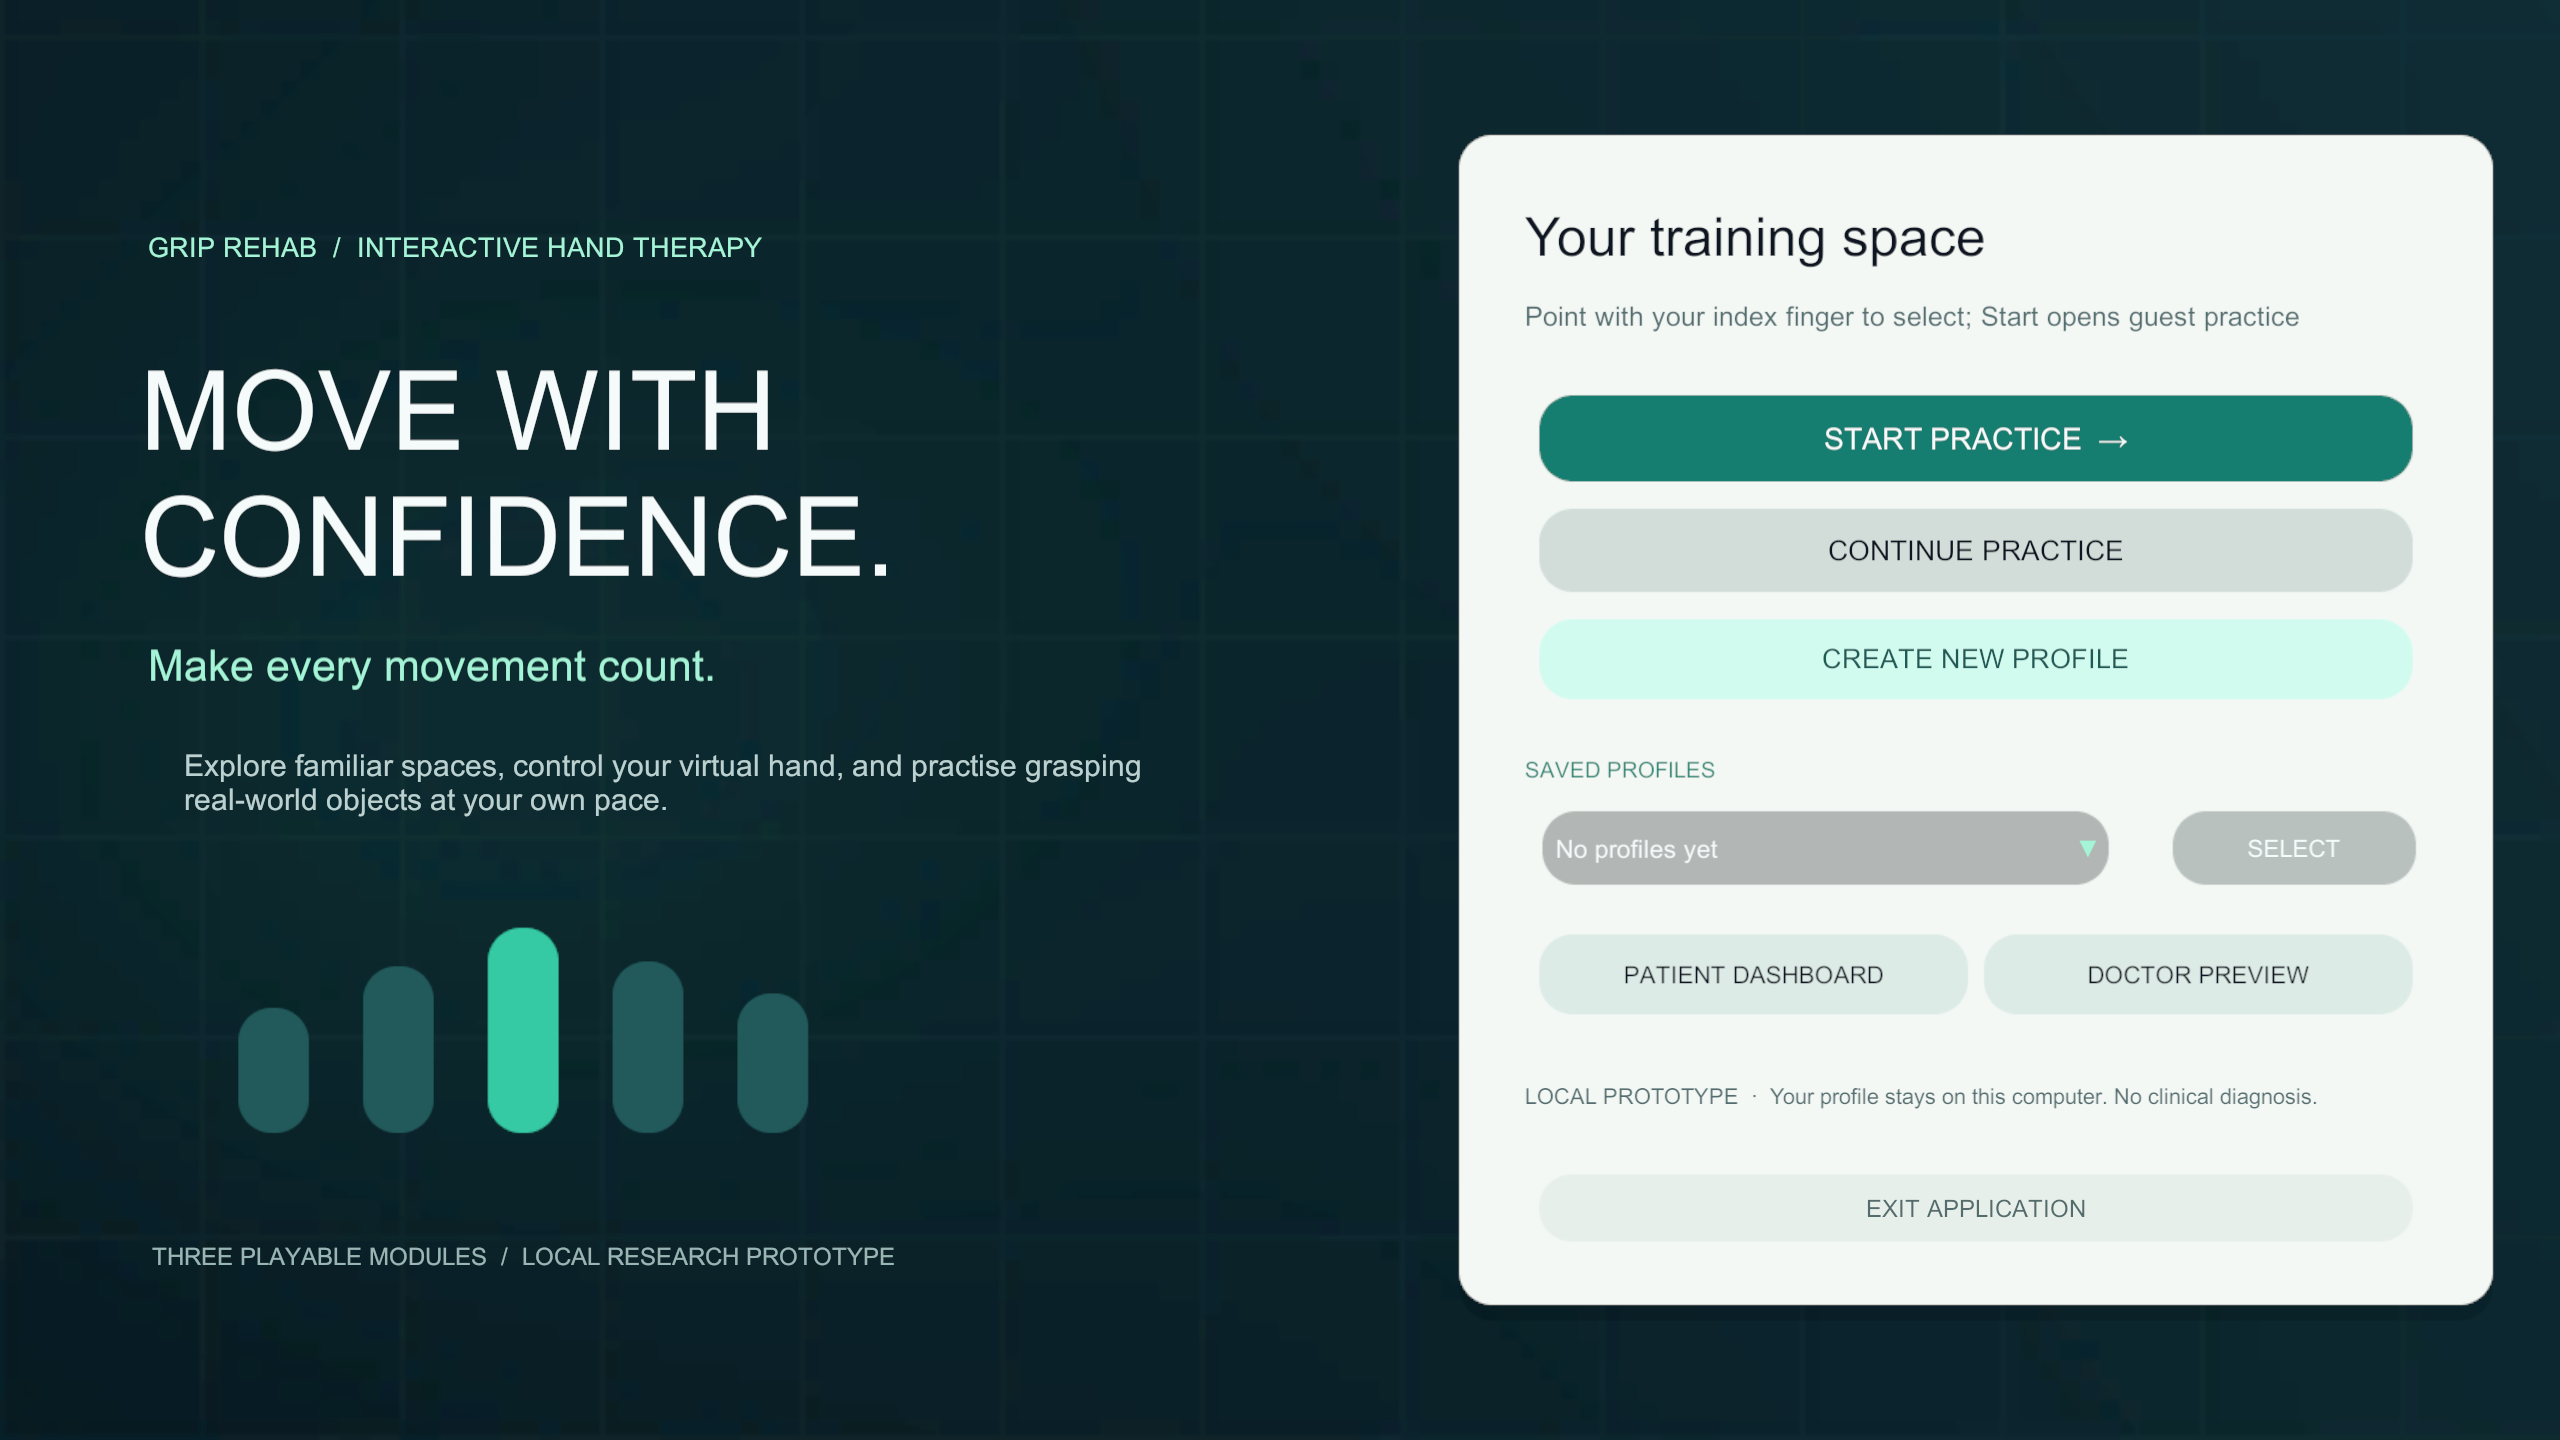 GRIP REHAB / INTERACTIVE HAND THERAPY
MOVE WITH
CONFIDENCE.
Make every movement count.
Explore familiar spaces, control your virtual hand, and practise grasping
real-world objects at your own pace.
THREE PLAYABLE MODULES / LOCAL RESEARCH PROTOTYPE
Your training space
Point with your index finger to select; Start opens guest practice
START PRACTICE →
CONTINUE PRACTICE
CREATE NEW PROFILE
SAVED PROFILES
No profiles yet ▼
SELECT
PATIENT DASHBOARD
DOCTOR PREVIEW
LOCAL PROTOTYPE · Your profile stays on this computer. No clinical diagnosis.
EXIT APPLICATION